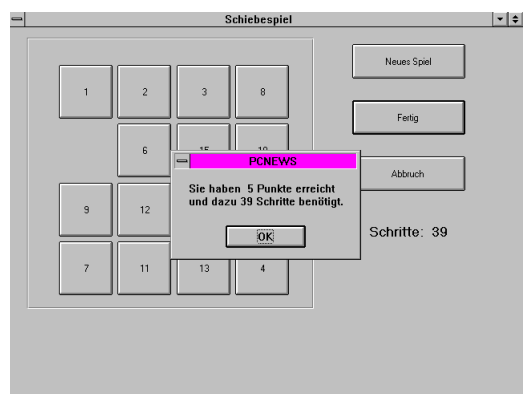 Schiebespiel
Neues Spiel
1 2 3 8
Fertig
6
PCNEWS
Abbruch
Sie haben 5 Punkte erreicht
und dazu 39 Schritte benötigt.
9 12
OK
Schritte: 39
7 11 13 4